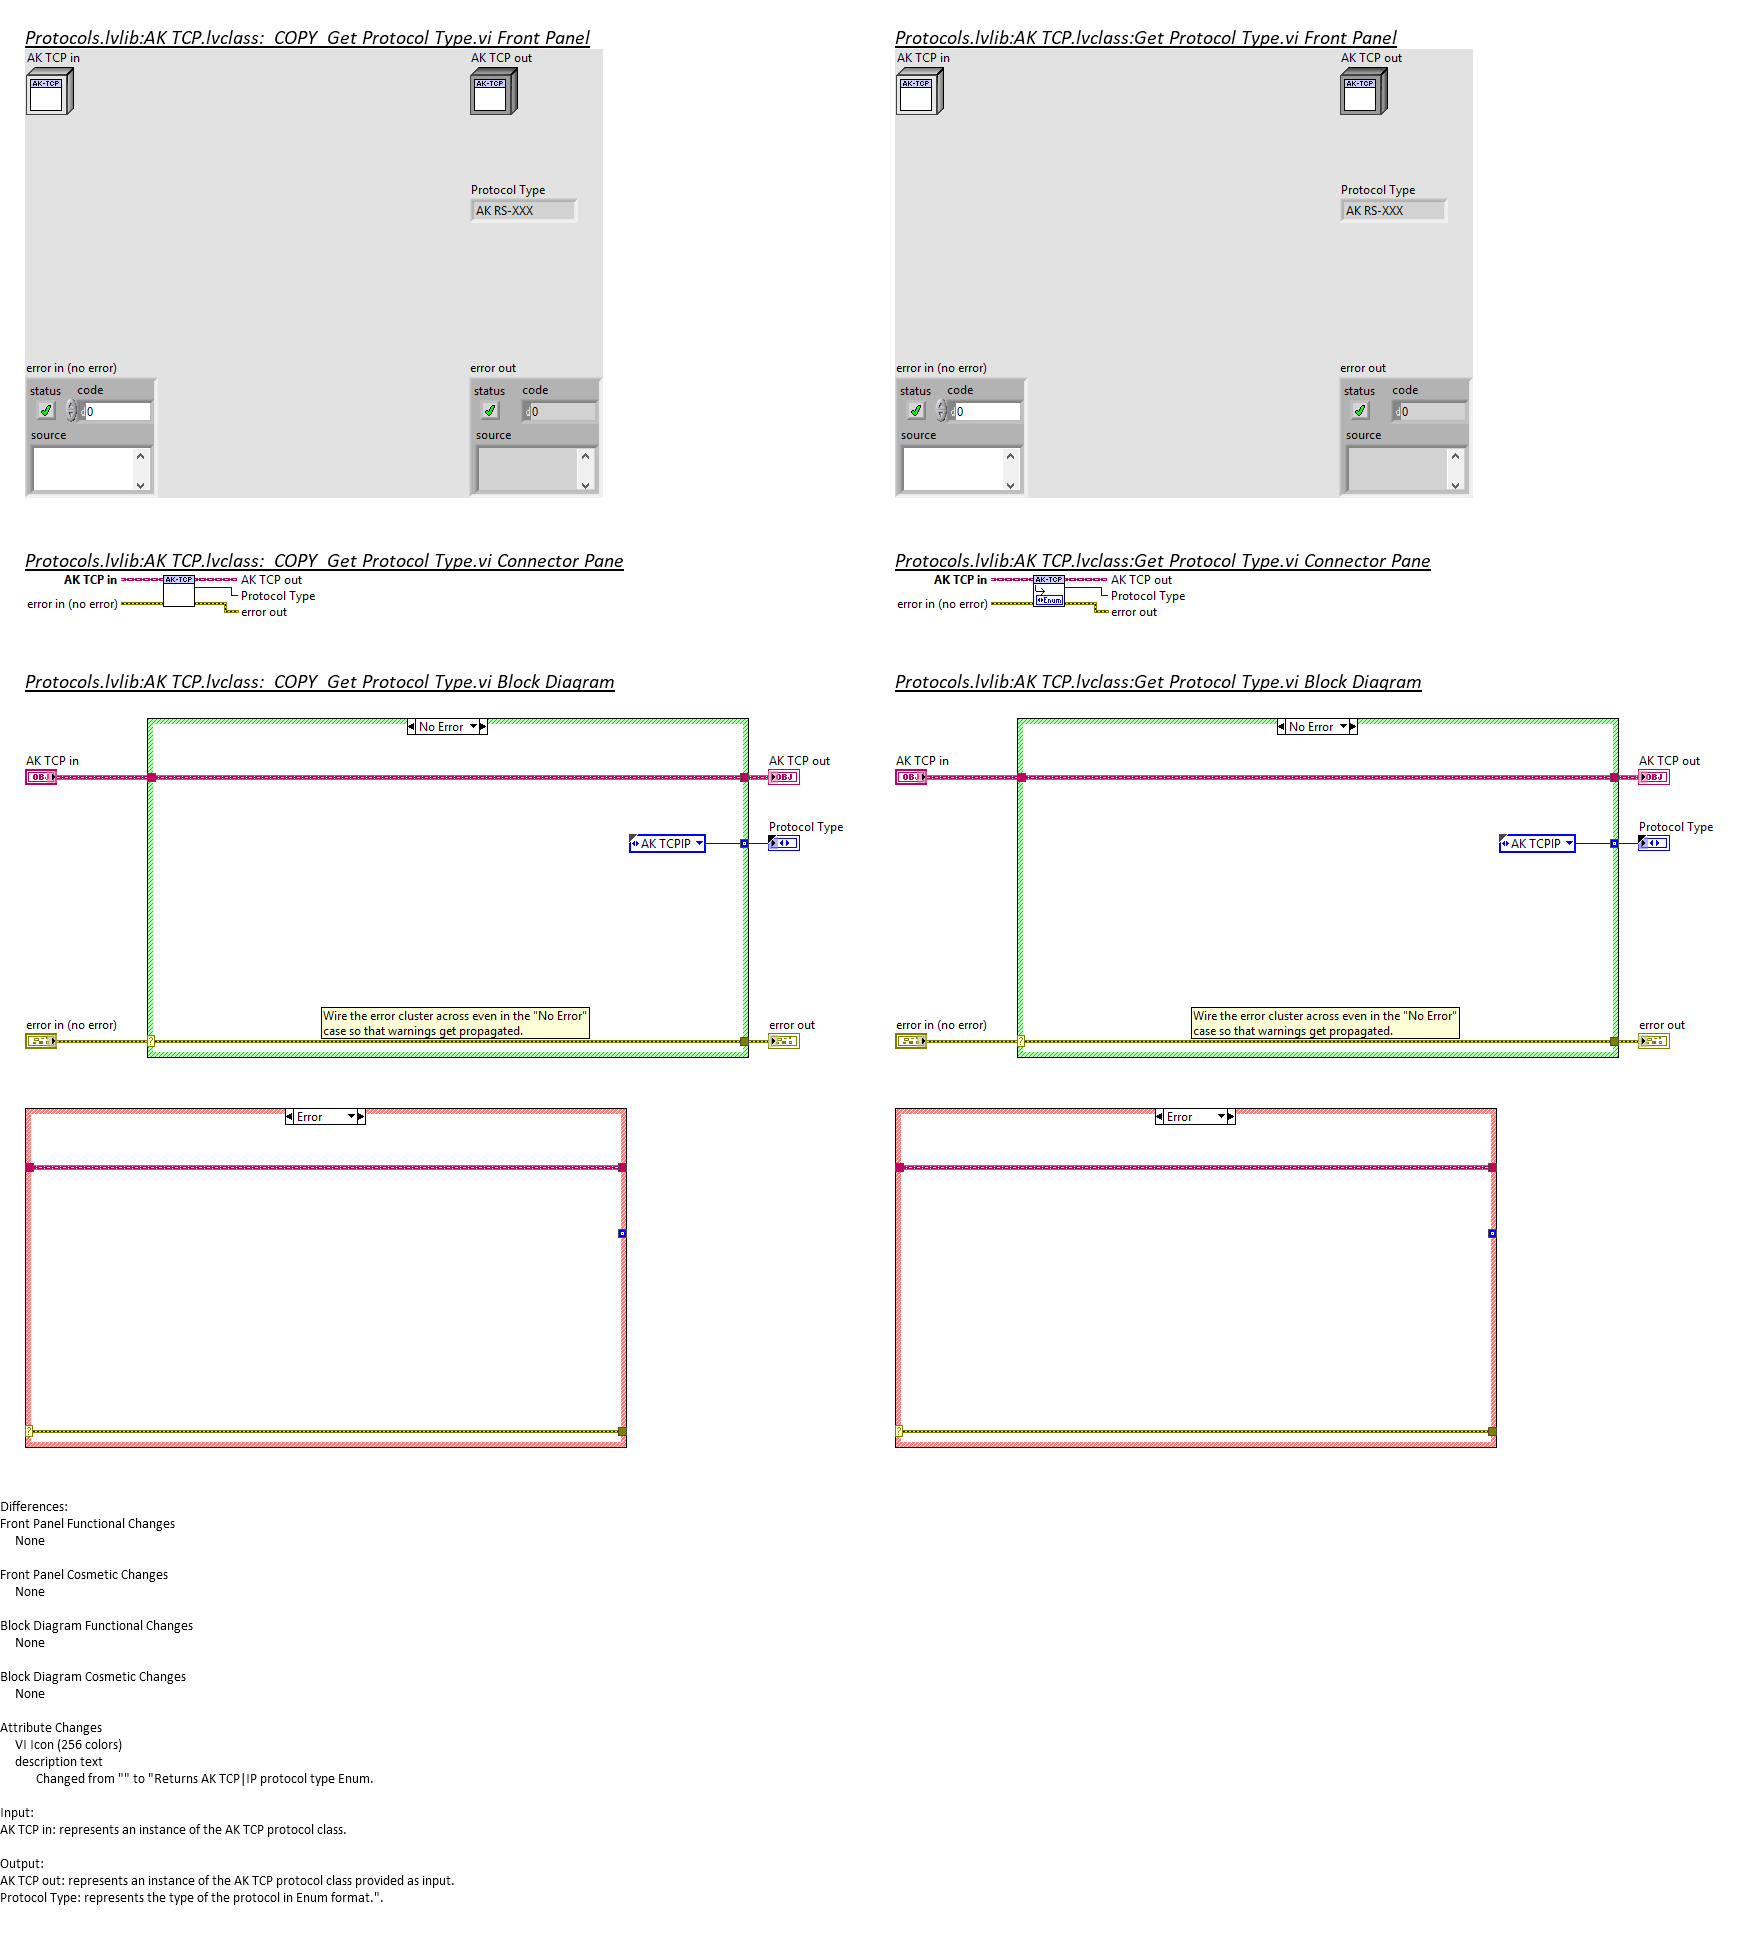 Protocols.lvlib:AK TCP.lvclass:_COPY_Get Protocol Type.vi Front Panel
AK TCP in
AK-TCP
AK TCP out
AK-TCP
Protocol Type
AK RS-XXX
error in (no error)
status code
0
source
error out
status code
0
source
Protocols.lvlib:AK TCP.lvclass:Get Protocol Type.vi Front Panel
AK TCP in
AK-TCP
AK TCP out
AK-TCP
Protocol Type
AK RS-XXX
error in (no error)
status code
d0
source
error out
status code
d0
source
Protocols.lvlib:AK TCP.lvclass:_COPY_Get Protocol Type.vi Connector Pane
AK TCP in
AK-TCP
AK TCP out
Protocol Type
error in (no error)
error out
Protocols.lvlib:AK TCP.lvclass:Get Protocol Type.vi Connector Pane
AK TCP in
AK-TCP
Enum
AK TCP out
Protocol Type
error in (no error)
error out
Protocols.lvlib:AK TCP.lvclass:_COPY_Get Protocol Type.vi Block Diagram
No Error
AK TCP in
OBJ
AK TCP out
OBJ
Protocol Type
AK TCPIP
Wire the error cluster across even in the "No Error"
case so that warnings get propagated.
error in (no error)
?
error out
Error
?
Protocols.lvlib:AK TCP.lvclass:Get Protocol Type.vi Block Diagram
No Error
AK TCP in
OBJ
AK TCP out
OBJ
Protocol Type
AK TCPIP
Wire the error cluster across even in the "No Error"
case so that warnings get propagated.
error in (no error)
?
error out
Error
?
Differences:
Front Panel Functional Changes
None
Front Panel Cosmetic Changes
None
Block Diagram Functional Changes
None
Block Diagram Cosmetic Changes
None
Attribute Changes
VI Icon (256 colors)
description text
Changed from "" to "Returns AK TCP|IP protocol type Enum.
Input:
AK TCP in: represents an instance of the AK TCP protocol class.
Output:
AK TCP out: represents an instance of the AK TCP protocol class provided as input.
Protocol Type: represents the type of the protocol in Enum format.".